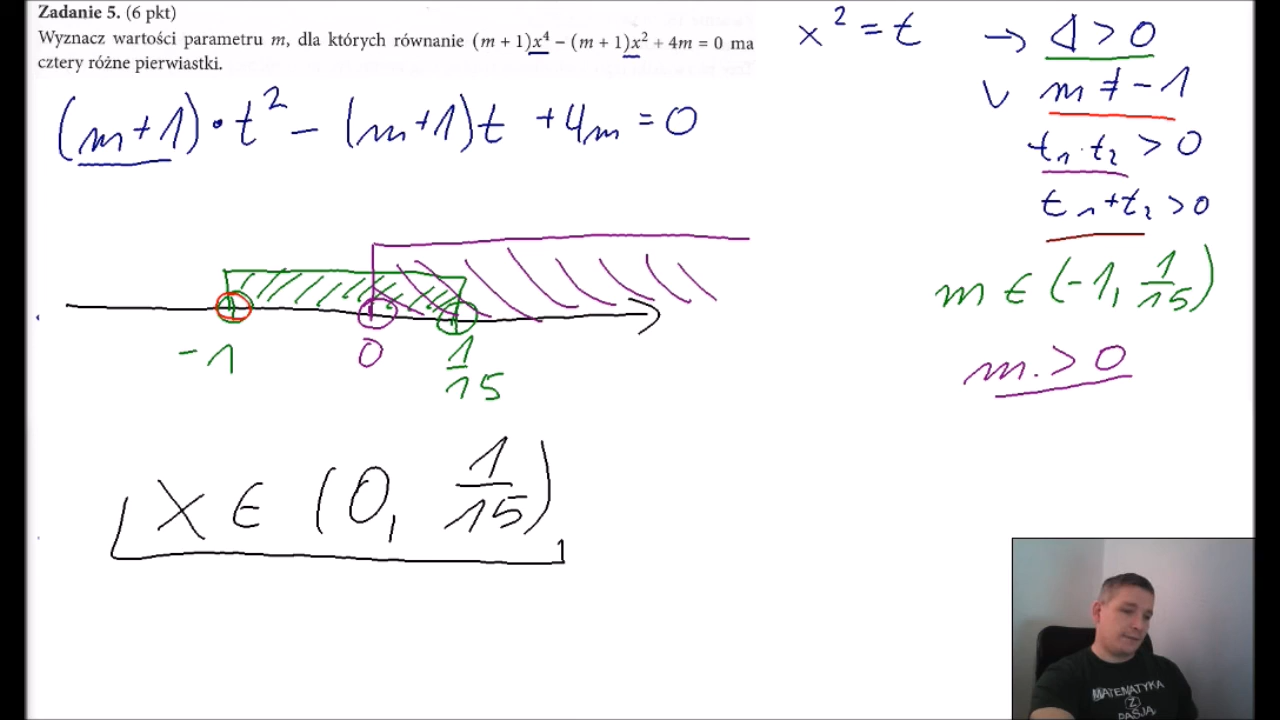 Zadanie 5. (6 pkt)
Wyznacz wartości parametru m, dla których równanie (m + 1)x⁴ − (m + 1)x² + 4m = 0 ma
cztery różne pierwiastki.
x² = t → Δ > 0
∨ m ≠ -1
(m+1)·t² − (m+1)t + 4m = 0
t₁·t₂ > 0
t₁+t₂ > 0
m ∈ (-1, 1/15)
-1 0 1/15
m > 0
X ∈ (0, 1/15)
MATEMATYKA
(Z)
PASJĄ